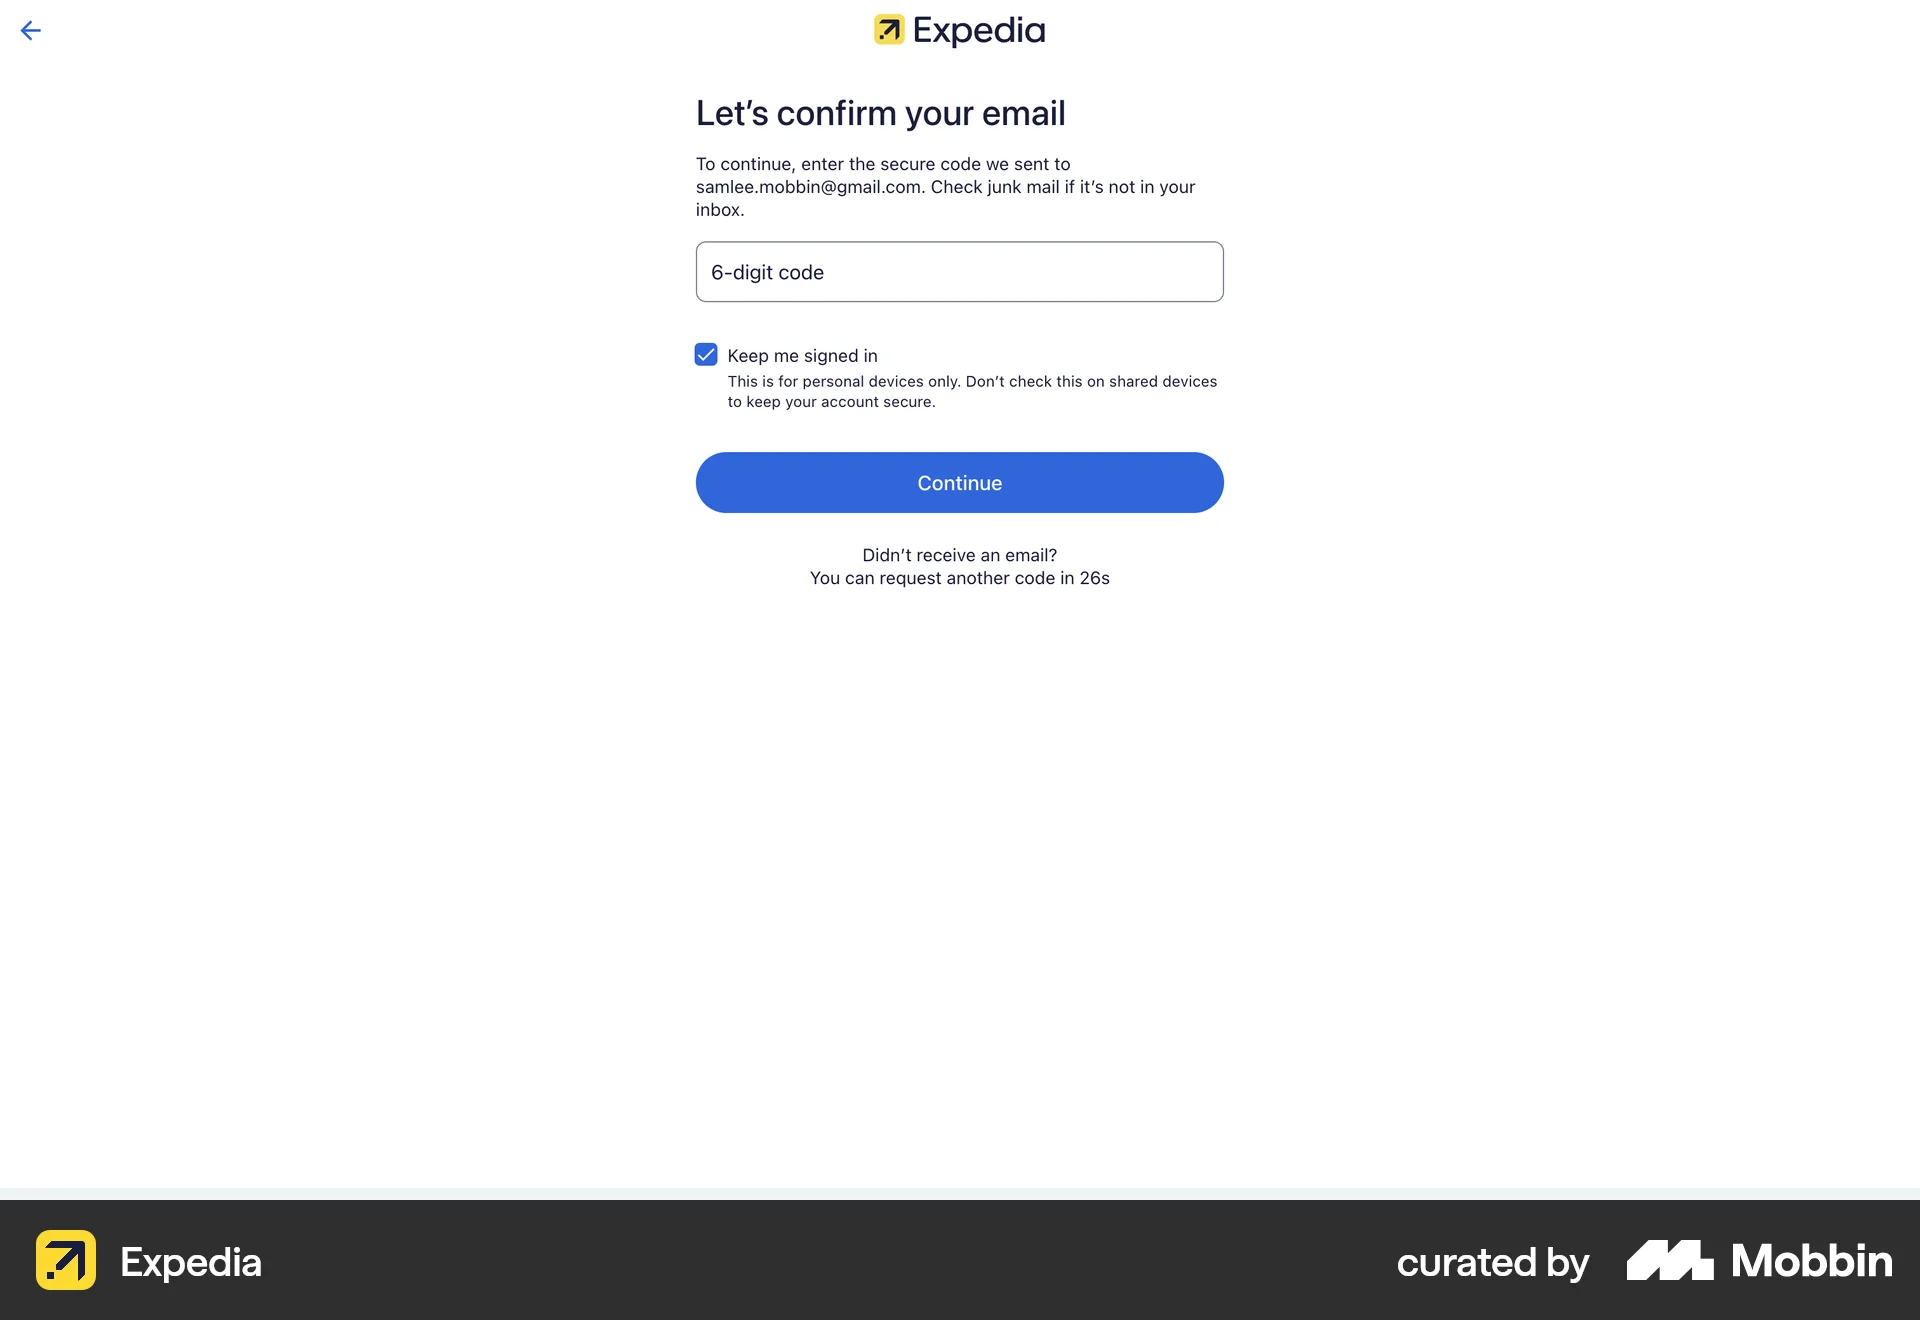 Expedia
Let’s confirm your email
To continue, enter the secure code we sent to
samlee.mobbin@gmail.com. Check junk mail if it’s not in your
inbox.
6-digit code
Keep me signed in
This is for personal devices only. Don’t check this on shared devices
to keep your account secure.
Continue
Didn’t receive an email?
You can request another code in 26s
Expedia
curated by Mobbin